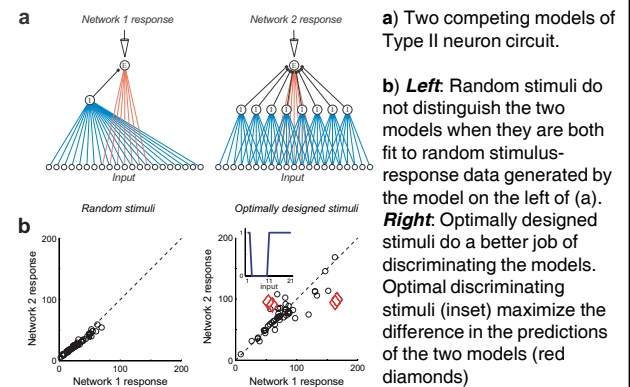 a
Network 1 response
Network 2 response
E
E
I
I I I I I I I I
Input
Input
b
Random stimuli
Optimally designed stimuli
Network 2 response
200
100
0
0
100
200
Network 1 response
Network 2 response
200
100
0
0
100
200
Network 1 response
1
0
1 11 21
input
a) Two competing models of
Type II neuron circuit.
b) Left: Random stimuli do
not distinguish the two
models when they are both
fit to random stimulus-
response data generated by
the model on the left of (a).
Right: Optimally designed
stimuli do a better job of
discriminating the models.
Optimal discriminating
stimuli (inset) maximize the
difference in the predictions
of the two models (red
diamonds)